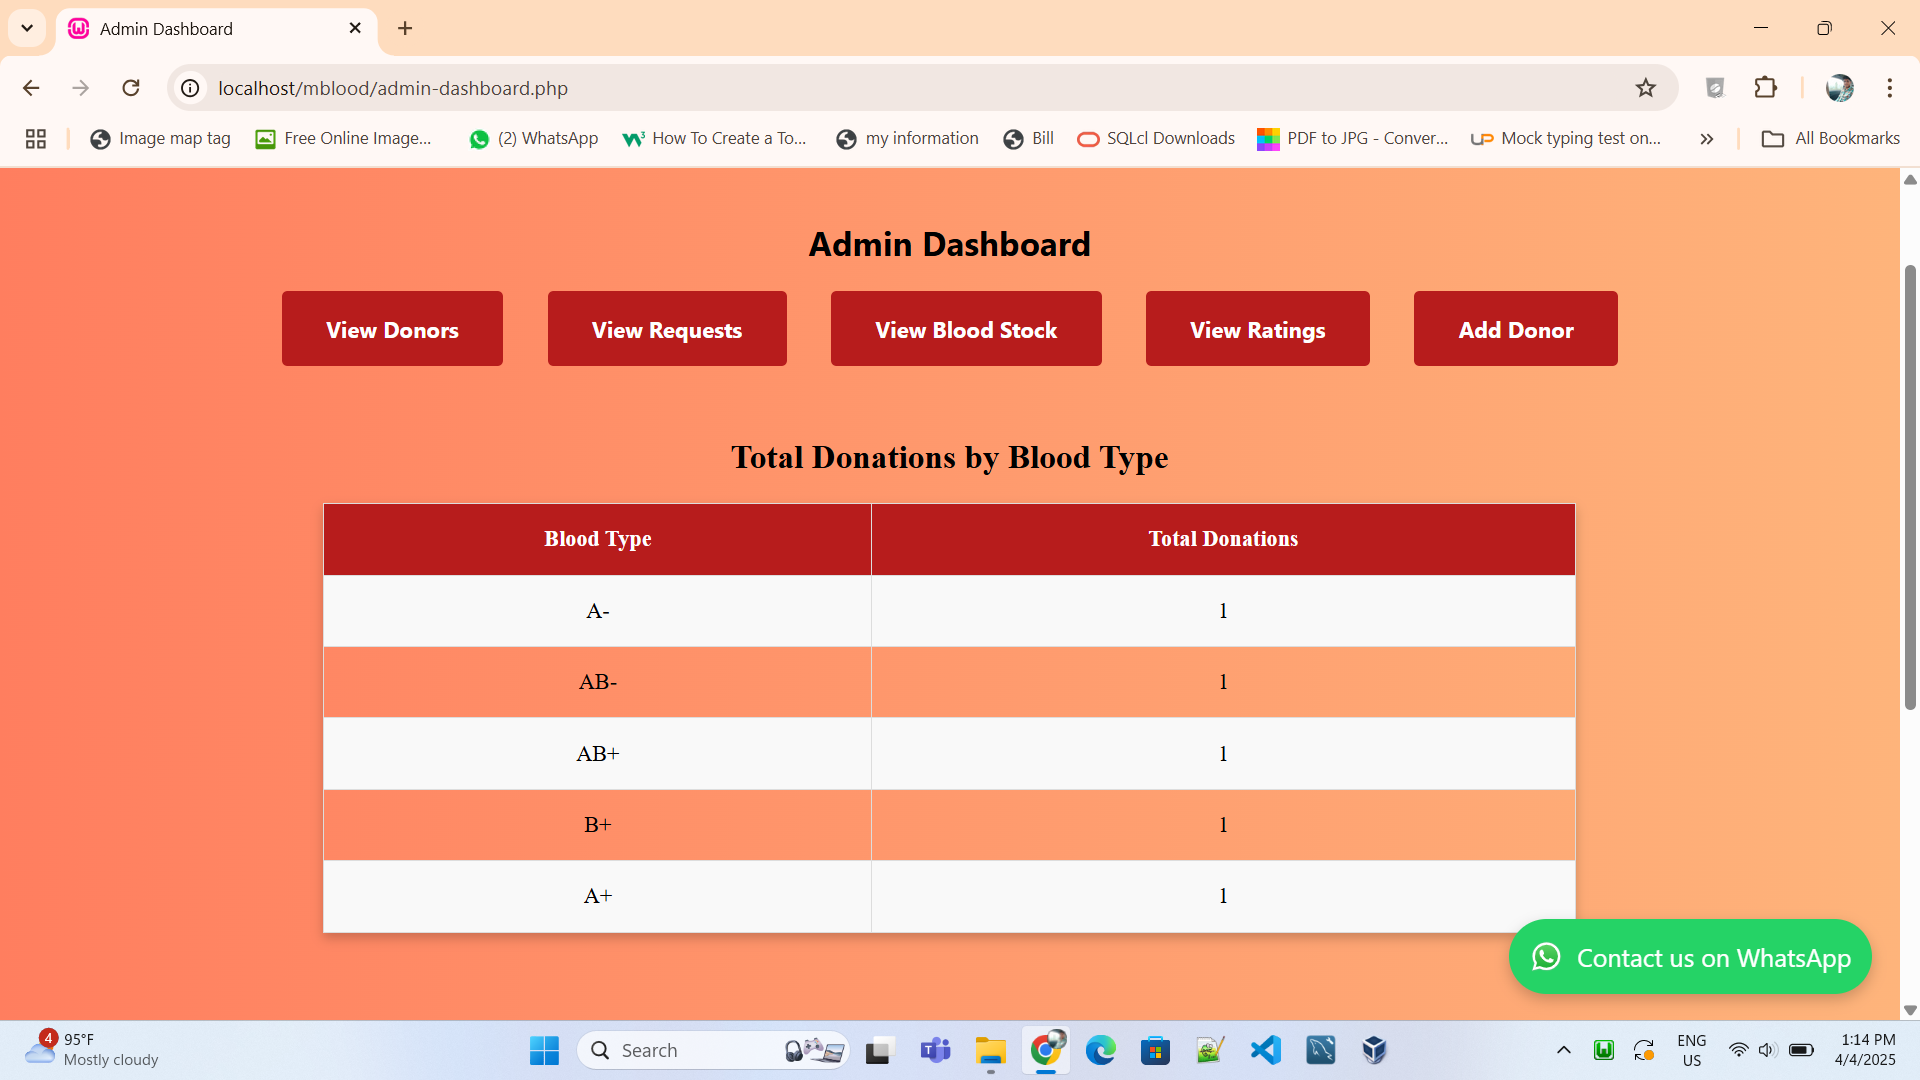 Admin Dashboard
localhost/mblood/admin-dashboard.php
Image map tag Free Online Image... (2) WhatsApp How To Create a To... my information Bill SQLcl Downloads PDF to JPG - Conver... Mock typing test on... All Bookmarks
Admin Dashboard
View Donors View Requests View Blood Stock View Ratings Add Donor
Total Donations by Blood Type
Blood Type Total Donations
A- 1
AB- 1
AB+ 1
B+ 1
A+ 1
Contact us on WhatsApp
4 95°F
Mostly cloudy
Search
ENG
US
1:14 PM
4/4/2025